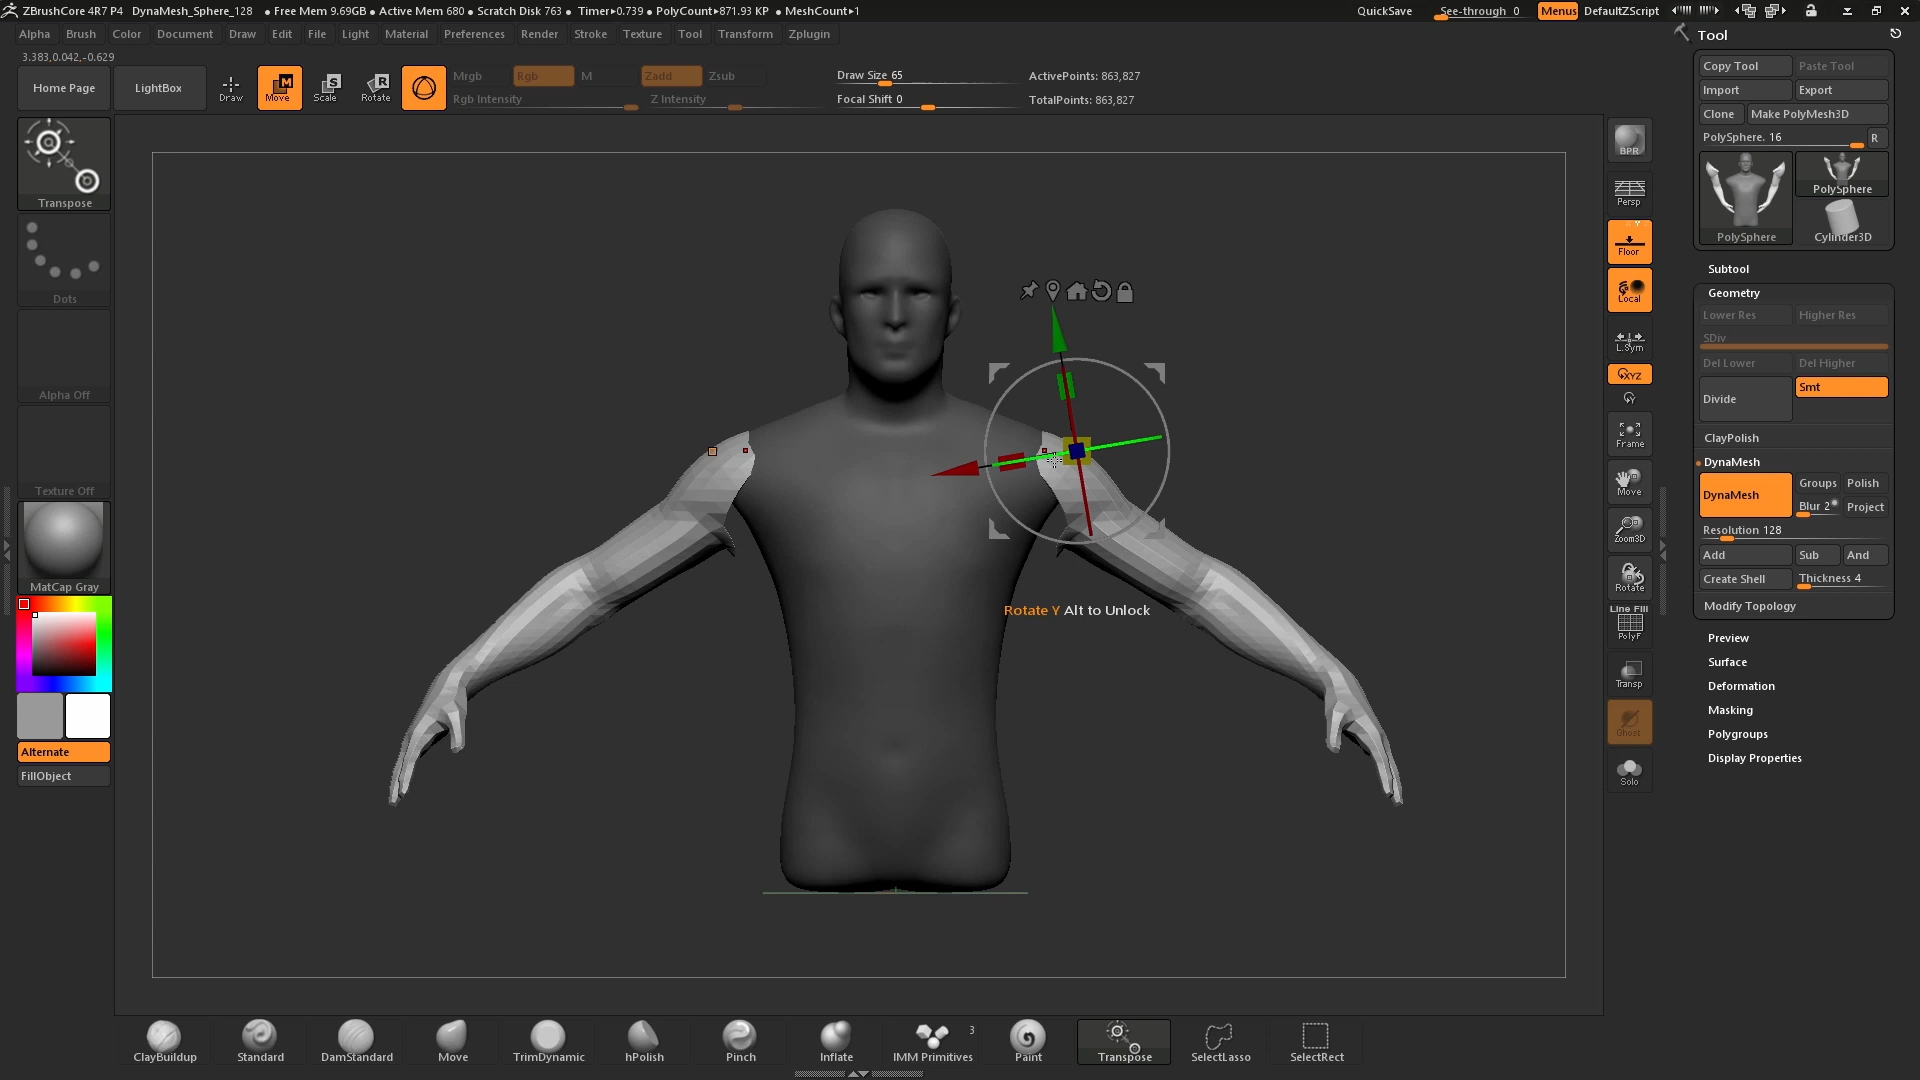 ZBrushCore 4R7 P4 DynaMesh_Sphere_128 • Free Mem 9.69GB • Active Mem 680 • Scratch Disk 763 • Timer▸0.739 • PolyCount▸871.93 KP • MeshCount▸1 QuickSave See-through 0 Menus DefaultZScript
Alpha Brush Color Document Draw Edit File Light Material Preferences Render Stroke Texture Tool Transform Zplugin
3.383,0.042,-0.629
Home Page
LightBox
Draw
M
Move
S
Scale
R
Rotate
Mrgb Rgb M Zadd Zsub
Rgb Intensity Z Intensity
Draw Size 65
Focal Shift 0
ActivePoints: 863,827
TotalPoints: 863,827
Transpose
Dots
Alpha Off
Texture Off
MatCap Gray
Alternate
FillObject
Rotate Y Alt to Unlock
BPR
Persp
Floor
Local
L.Sym
XYZ
Y
Frame
Move
Zoom3D
Rotate
Line Fill
PolyF
Transp
Ghost
Solo
Tool
Copy Tool Paste Tool
Import Export
Clone Make PolyMesh3D
PolySphere. 16 R
PolySphere
PolySphere Cylinder3D
Subtool
Geometry
Lower Res Higher Res
SDiv
Del Lower Del Higher
Divide Smt
ClayPolish
DynaMesh
DynaMesh Groups Polish
Blur 2 Project
Resolution 128
Add Sub And
Create Shell Thickness 4
Modify Topology
Preview
Surface
Deformation
Masking
Polygroups
Display Properties
ClayBuildup Standard DamStandard Move TrimDynamic hPolish Pinch Inflate IMM Primitives 3 Paint Transpose SelectLasso SelectRect